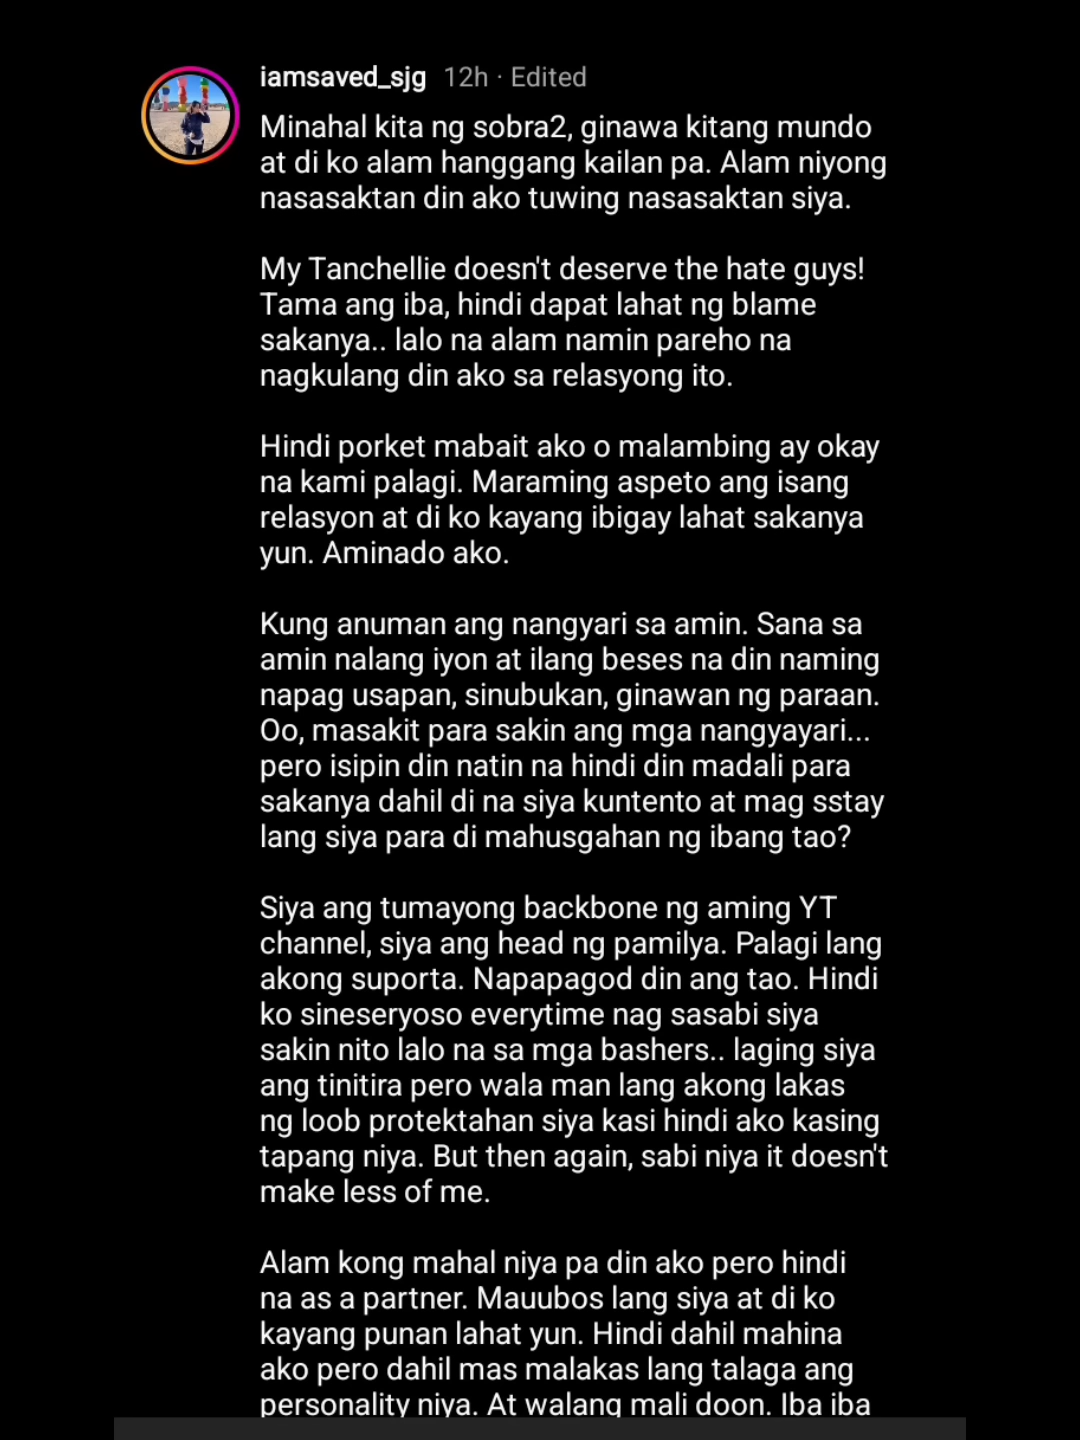 iamsaved_sjg 12h · Edited
Minahal kita ng sobra2, ginawa kitang mundo
at di ko alam hanggang kailan pa. Alam niyong
nasasaktan din ako tuwing nasasaktan siya.
My Tanchellie doesn't deserve the hate guys!
Tama ang iba, hindi dapat lahat ng blame
sakanya.. lalo na alam namin pareho na
nagkulang din ako sa relasyong ito.
Hindi porket mabait ako o malambing ay okay
na kami palagi. Maraming aspeto ang isang
relasyon at di ko kayang ibigay lahat sakanya
yun. Aminado ako.
Kung anuman ang nangyari sa amin. Sana sa
amin nalang iyon at ilang beses na din naming
napag usapan, sinubukan, ginawan ng paraan.
Oo, masakit para sakin ang mga nangyayari...
pero isipin din natin na hindi din madali para
sakanya dahil di na siya kuntento at mag sstay
lang siya para di mahusgahan ng ibang tao?
Siya ang tumayong backbone ng aming YT
channel, siya ang head ng pamilya. Palagi lang
akong suporta. Napapagod din ang tao. Hindi
ko sineseryoso everytime nag sasabi siya
sakin nito lalo na sa mga bashers.. laging siya
ang tinitira pero wala man lang akong lakas
ng loob protektahan siya kasi hindi ako kasing
tapang niya. But then again, sabi niya it doesn't
make less of me.
Alam kong mahal niya pa din ako pero hindi
na as a partner. Mauubos lang siya at di ko
kayang punan lahat yun. Hindi dahil mahina
ako pero dahil mas malakas lang talaga ang
personality niya. At walang mali doon. Iba iba